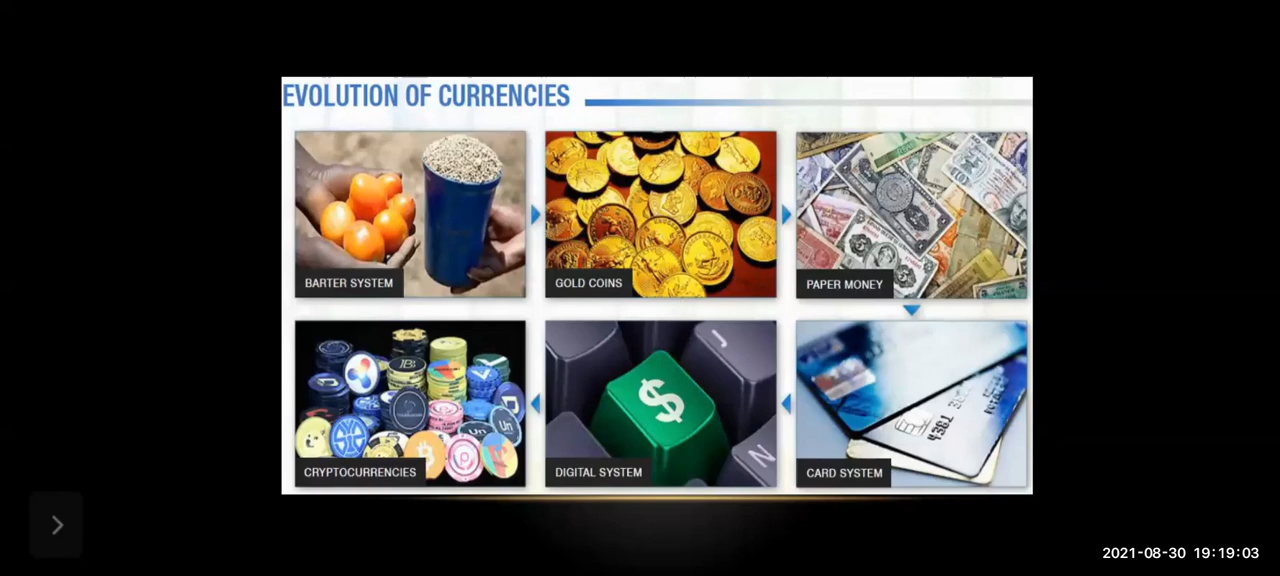 EVOLUTION OF CURRENCIES
BARTER SYSTEM
GOLD COINS
PAPER MONEY
CRYPTOCURRENCIES
DIGITAL SYSTEM
CARD SYSTEM
2021-08-30 19:19:03